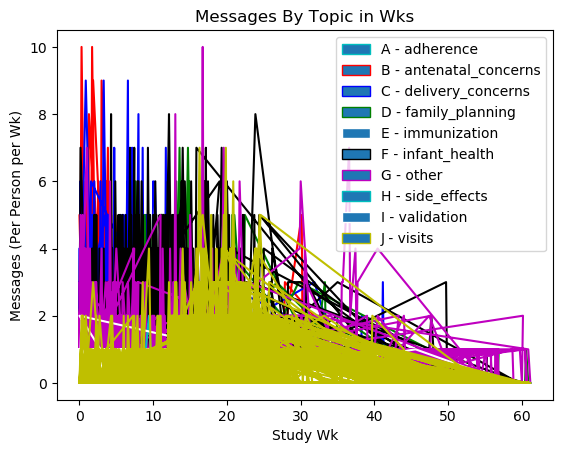 Messages By Topic in Wks
Messages (Per Person per Wk)
10
8
6
4
2
0
A - adherence
B - antenatal_concerns
C - delivery_concerns
D - family_planning
E - immunization
F - infant_health
G - other
H - side_effects
I - validation
J - visits
0 10 20 30 40 50 60
Study Wk